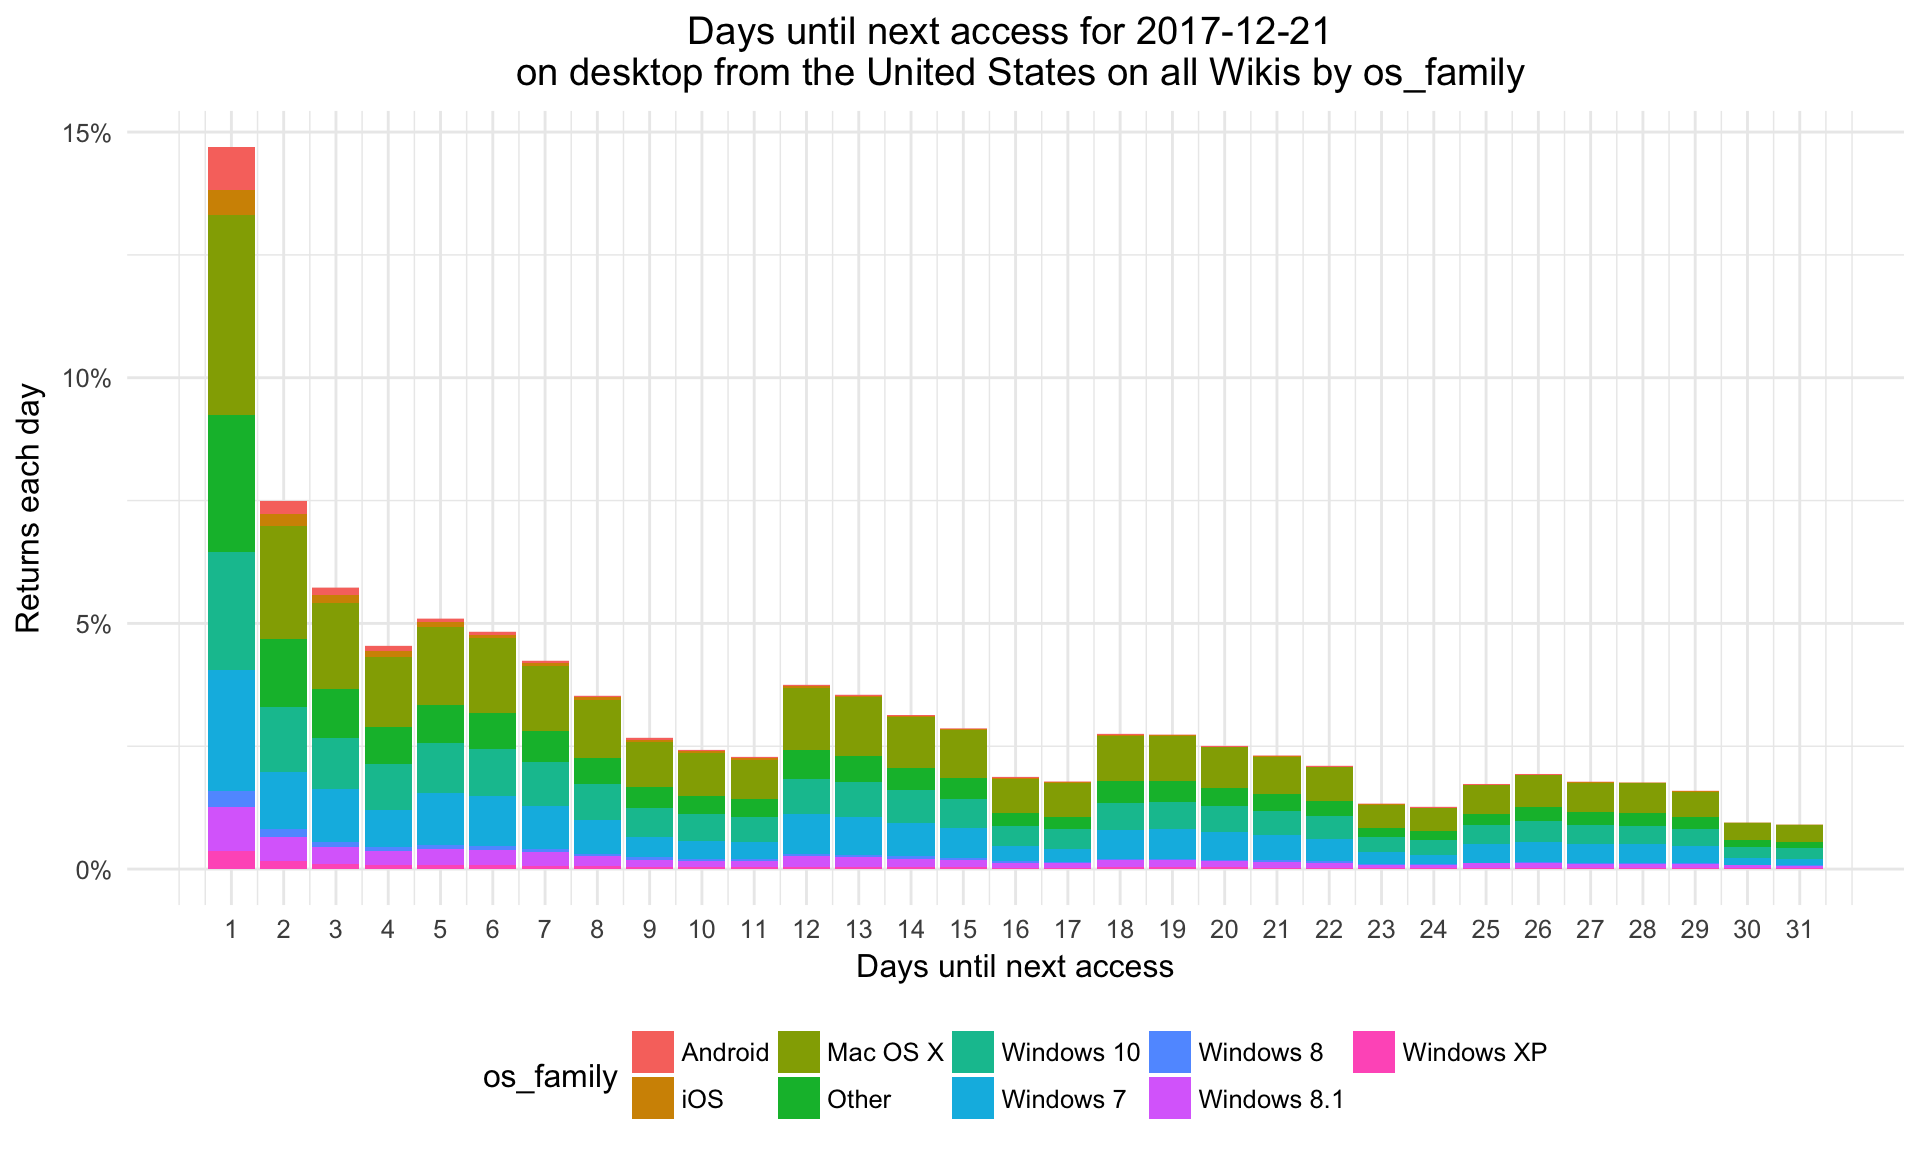 Days until next access for 2017-12-21
on desktop from the United States on all Wikis by os_family
15%
10%
5%
0%
Returns each day
1 2 3 4 5 6 7 8 9 10 11 12 13 14 15 16 17 18 19 20 21 22 23 24 25 26 27 28 29 30 31
Days until next access
os_family
Android Mac OS X Windows 10 Windows 8 Windows XP
iOS Other Windows 7 Windows 8.1